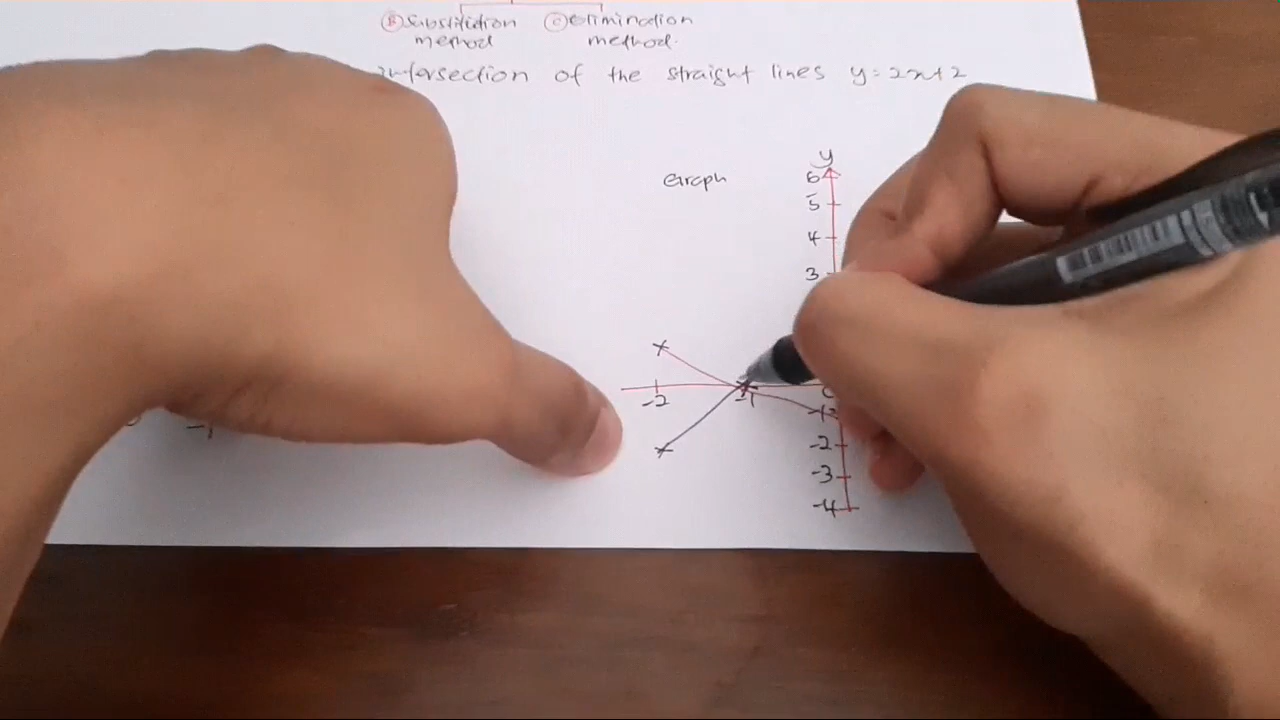 Ⓑ Substitution Ⓒ elimination
method method.
intersection of the straight lines y=2x+2
y
Graph 6
5
4
3
-2 -1
-1
-2
-3
-4